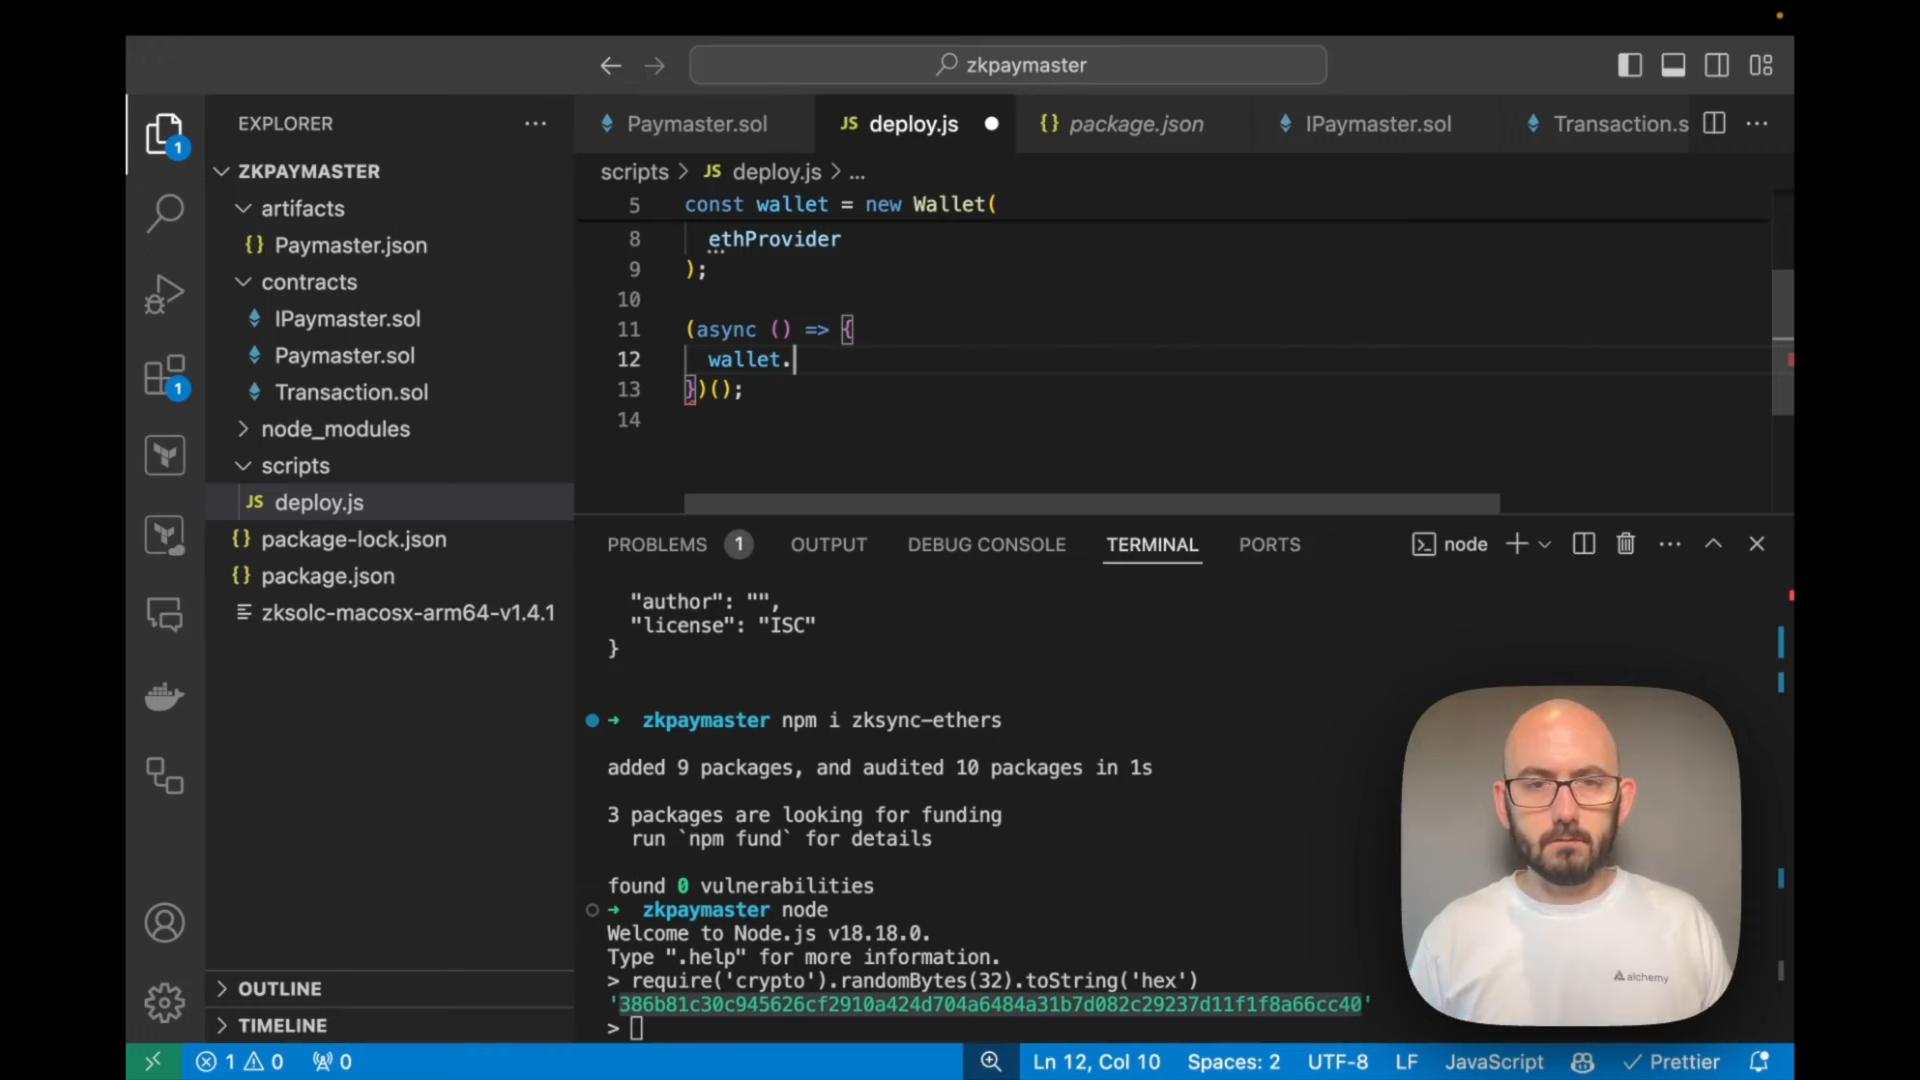 zkpaymaster
EXPLORER
1
ZKPAYMASTER
artifacts
{} Paymaster.json
contracts
IPaymaster.sol
Paymaster.sol
Transaction.sol
node_modules
scripts
JS deploy.js
{} package-lock.json
{} package.json
zksolc-macosx-arm64-v1.4.1
1
OUTLINE
TIMELINE
Paymaster.sol
JS deploy.js
{} package.json
IPaymaster.sol
Transaction.s
scripts > JS deploy.js > ...
5 const wallet = new Wallet(
8 ethProvider
9 );
10
11 (async () => {
12 wallet.
13 })();
14
PROBLEMS 1 OUTPUT DEBUG CONSOLE TERMINAL PORTS
node
"author": "",
"license": "ISC"
}
→ zkpaymaster npm i zksync-ethers
added 9 packages, and audited 10 packages in 1s
3 packages are looking for funding
run `npm fund` for details
found 0 vulnerabilities
→ zkpaymaster node
Welcome to Node.js v18.18.0.
Type ".help" for more information.
> require('crypto').randomBytes(32).toString('hex')
'386b81c30c945626cf2910a424d704a6484a31b7d082c29237d11f1f8a66cc40'
>
alchemy
1 0 0
Ln 12, Col 10 Spaces: 2 UTF-8 LF JavaScript Prettier